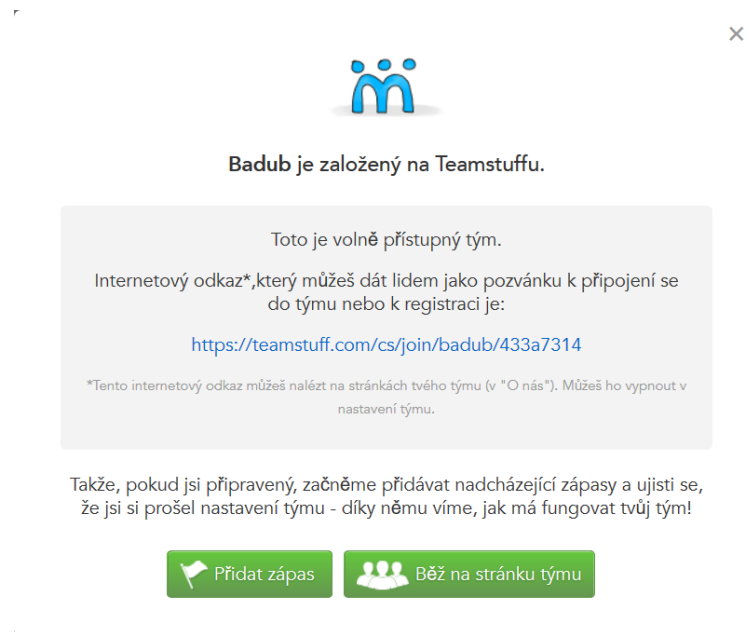 Badub je založený na Teamstuffu.
Toto je volně přístupný tým.
Internetový odkaz*,který můžeš dát lidem jako pozvánku k připojení se
do týmu nebo k registraci je:
https://teamstuff.com/cs/join/badub/433a7314
*Tento internetový odkaz můžeš nalézt na stránkách tvého týmu (v "O nás"). Můžeš ho vypnout v
nastavení týmu.
Takže, pokud jsi připravený, začněme přidávat nadcházející zápasy a ujisti se,
že jsi si prošel nastavení týmu - díky němu víme, jak má fungovat tvůj tým!
Přidat zápas
Běž na stránku týmu